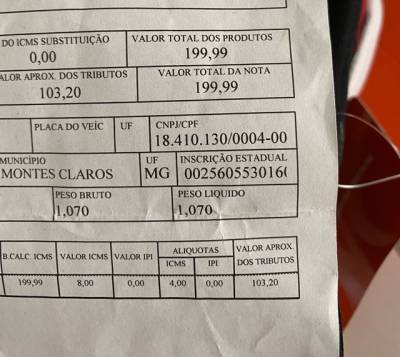 DO ICMS SUBSTITUIÇÃO VALOR TOTAL DOS PRODUTOS
0,00 199,99
VALOR APROX. DOS TRIBUTOS VALOR TOTAL DA NOTA
103,20 199,99
PLACA DO VEÍC UF CNPJ/CPF
18.410.130/0004-00
MUNICÍPIO UF INSCRIÇÃO ESTADUAL
MONTES CLAROS MG 002560553016
PESO BRUTO PESO LIQUIDO
1,070 1,070
B.CALC. ICMS VALOR ICMS VALOR IPI ALIQUOTAS VALOR APROX.
ICMS IPI DOS TRIBUTOS
199,99 8,00 0,00 4,00 0,00 103,20